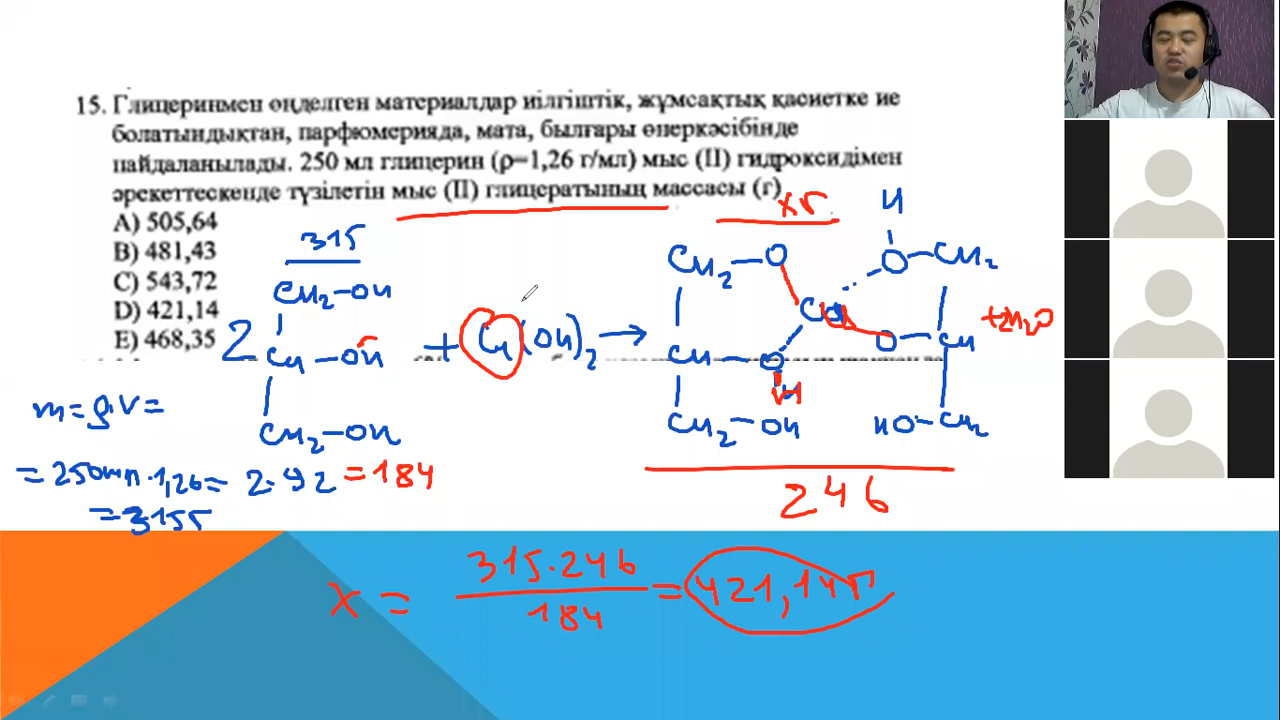 15. Глицеринмен өңделген материалдар иілгіштік, жұмсақтық қасиетке ие
болатындықтан, парфюмерияда, мата, былғары өнеркәсібінде
пайдаланылады. 250 мл глицерин (ρ=1,26 г/мл) мыс (II) гидроксидімен
әрекеттескенде түзілетін мыс (II) глицератының массасы (г)
A) 505,64
B) 481,43
C) 543,72
D) 421,14
E) 468,35
315
xг
H
CH₂-OH
CH₂-O
O-CH₂
2 CH-OH + Cu(OH)₂ →
Cu
CH-O
O-CH
+2H₂O
H
CH₂-OH
CH₂-OH
HO-CH₂
m=ρ·V=
=250мл·1,26=
=315г
2·92=184
246
x = 315·246 / 184 = 421,14г